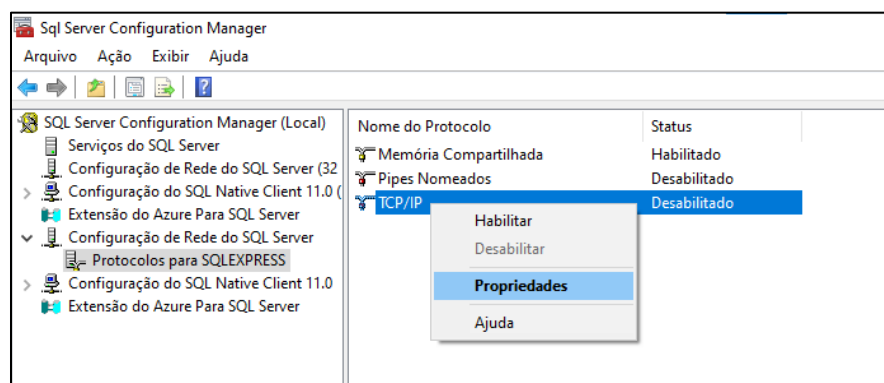 Sql Server Configuration Manager
Arquivo Ação Exibir Ajuda
SQL Server Configuration Manager (Local)
Serviços do SQL Server
Configuração de Rede do SQL Server (32
Configuração do SQL Native Client 11.0 (
Extensão do Azure Para SQL Server
Configuração de Rede do SQL Server
Protocolos para SQLEXPRESS
Configuração do SQL Native Client 11.0
Extensão do Azure Para SQL Server
Nome do Protocolo Status
Memória Compartilhada Habilitado
Pipes Nomeados Desabilitado
TCP/IP Desabilitado
Habilitar
Desabilitar
Propriedades
Ajuda